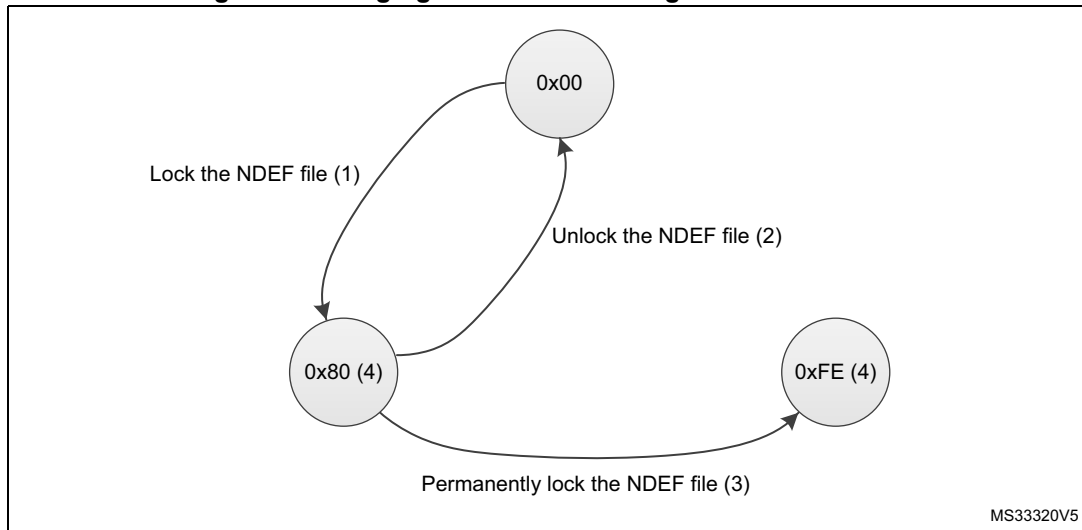 0x00
Lock the NDEF file (1)
Unlock the NDEF file (2)
0x80 (4)
0xFE (4)
Permanently lock the NDEF file (3)
MS33320V5